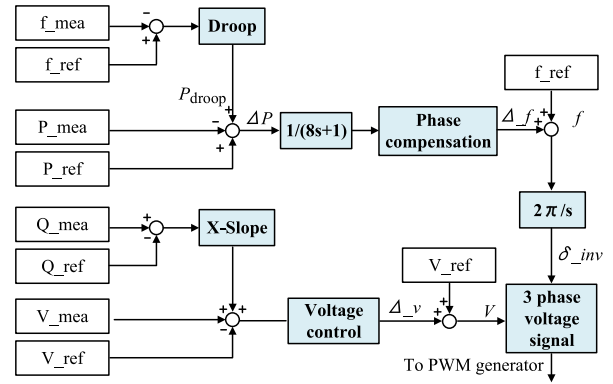 f_mea
f_ref
−
+
Droop
P_droop
P_mea
P_ref
+
−
+
ΔP
1/(8s+1)
Phase
compensation
Δ_f
f_ref
+
+
f
2π/s
δ_inv
Q_mea
Q_ref
+
−
X-Slope
V_mea
V_ref
+
+
−
Voltage
control
Δ_v
V_ref
+
+
V
3 phase
voltage
signal
To PWM generator